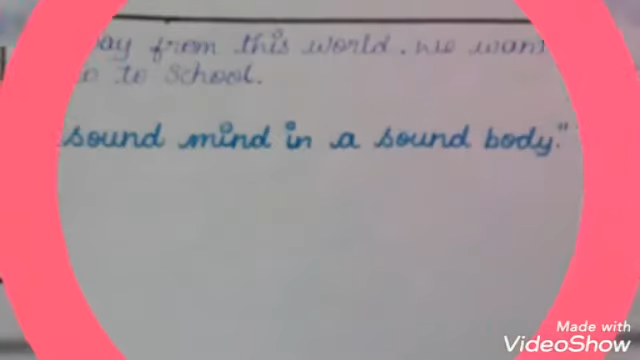 from this world. we want
to School.
sound mind in a sound body."
Made with
VideoShow